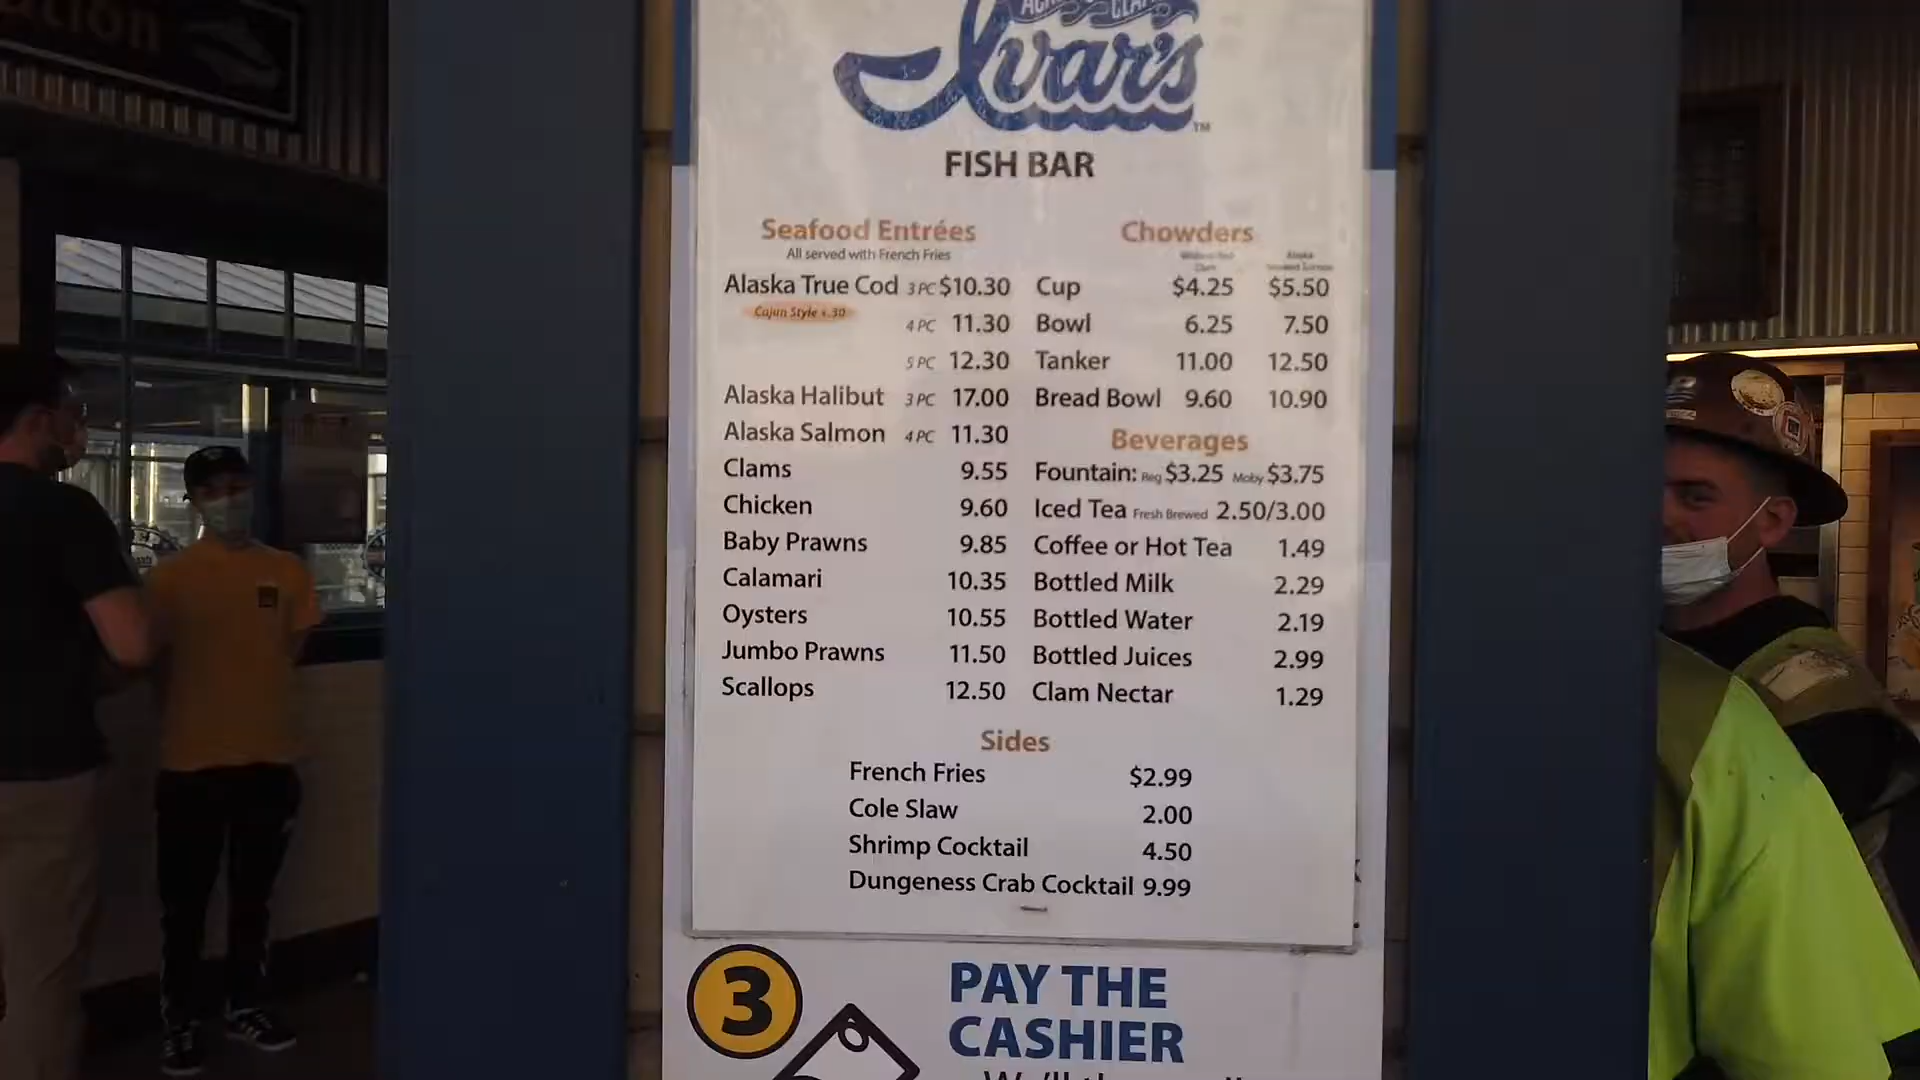 Ivar's
TM
FISH BAR
Seafood Entrées
All served with French Fries
Alaska True Cod 3 PC $10.30
Cajun Style +.30
4 PC 11.30
5 PC 12.30
Alaska Halibut 3 PC 17.00
Alaska Salmon 4 PC 11.30
Clams 9.55
Chicken 9.60
Baby Prawns 9.85
Calamari 10.35
Oysters 10.55
Jumbo Prawns 11.50
Scallops 12.50
Chowders
Alaska
Cup $4.25 $5.50
Bowl 6.25 7.50
Tanker 11.00 12.50
Bread Bowl 9.60 10.90
Beverages
Fountain: Reg $3.25 Moby $3.75
Iced Tea Fresh Brewed 2.50/3.00
Coffee or Hot Tea 1.49
Bottled Milk 2.29
Bottled Water 2.19
Bottled Juices 2.99
Clam Nectar 1.29
Sides
French Fries $2.99
Cole Slaw 2.00
Shrimp Cocktail 4.50
Dungeness Crab Cocktail 9.99
3
PAY THE
CASHIER